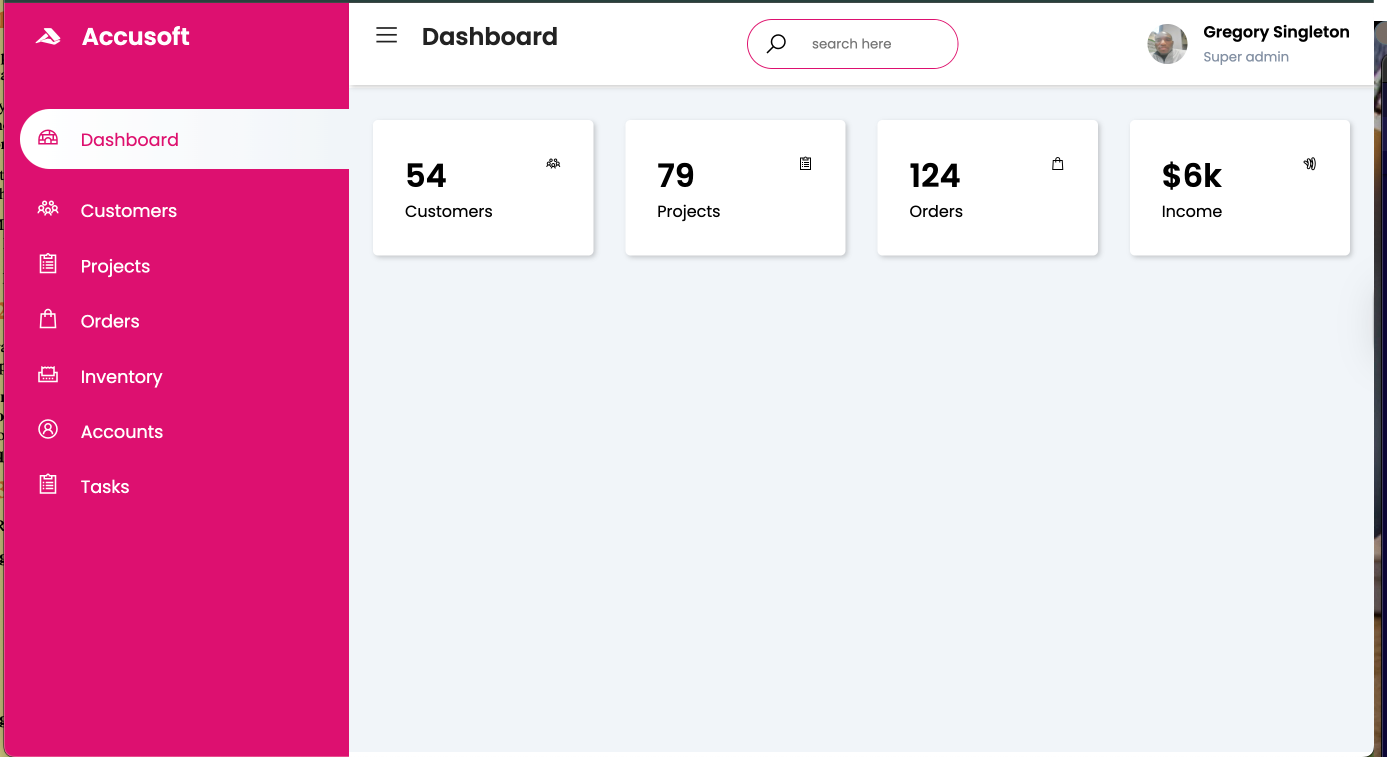 Accusoft
Dashboard
Customers
Projects
Orders
Inventory
Accounts
Tasks
Dashboard
search here
Gregory Singleton
Super admin
54
Customers
79
Projects
124
Orders
$6k
Income